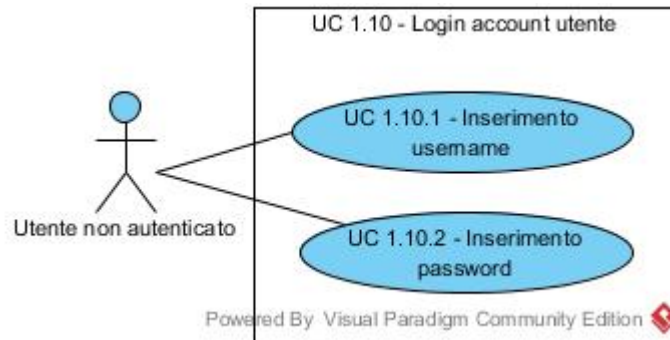 UC 1.10 - Login account utente
UC 1.10.1 - Inserimento
username
Utente non autenticato
UC 1.10.2 - Inserimento
password
Powered By Visual Paradigm Community Edition